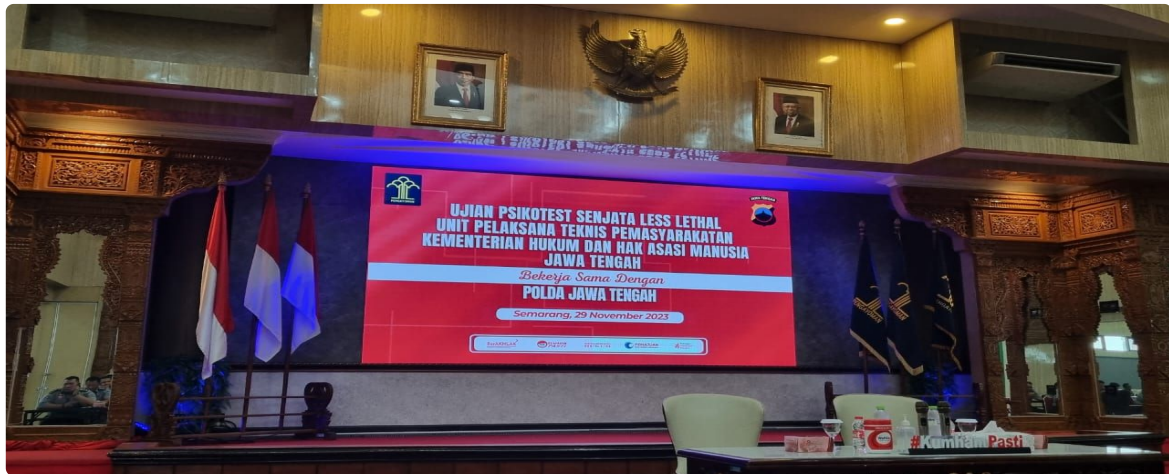 UJIAN PSIKOTEST SENJATA LESS LETHAL
UNIT PELAKSANA TEKNIS PEMASYARAKATAN
KEMENTERIAN HUKUM DAN HAK ASASI MANUSIA
JAWA TENGAH
Bekerja Sama Dengan
POLDA JAWA TENGAH
Semarang, 29 November 2023
#KumhamPasti